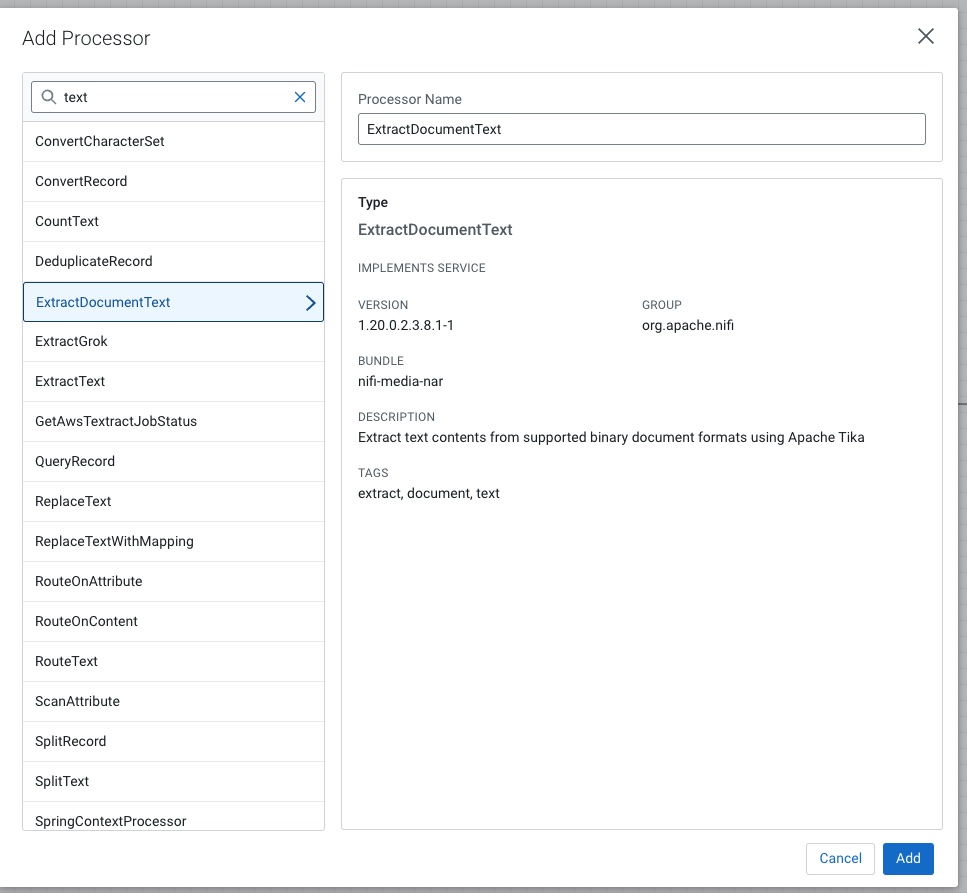 Add Processor
text
ConvertCharacterSet
ConvertRecord
CountText
DeduplicateRecord
ExtractDocumentText
ExtractGrok
ExtractText
GetAwsTextractJobStatus
QueryRecord
ReplaceText
ReplaceTextWithMapping
RouteOnAttribute
RouteOnContent
RouteText
ScanAttribute
SplitRecord
SplitText
SpringContextProcessor
Processor Name
ExtractDocumentText
Type
ExtractDocumentText
IMPLEMENTS SERVICE
VERSION
1.20.0.2.3.8.1-1
GROUP
org.apache.nifi
BUNDLE
nifi-media-nar
DESCRIPTION
Extract text contents from supported binary document formats using Apache Tika
TAGS
extract, document, text
Cancel
Add